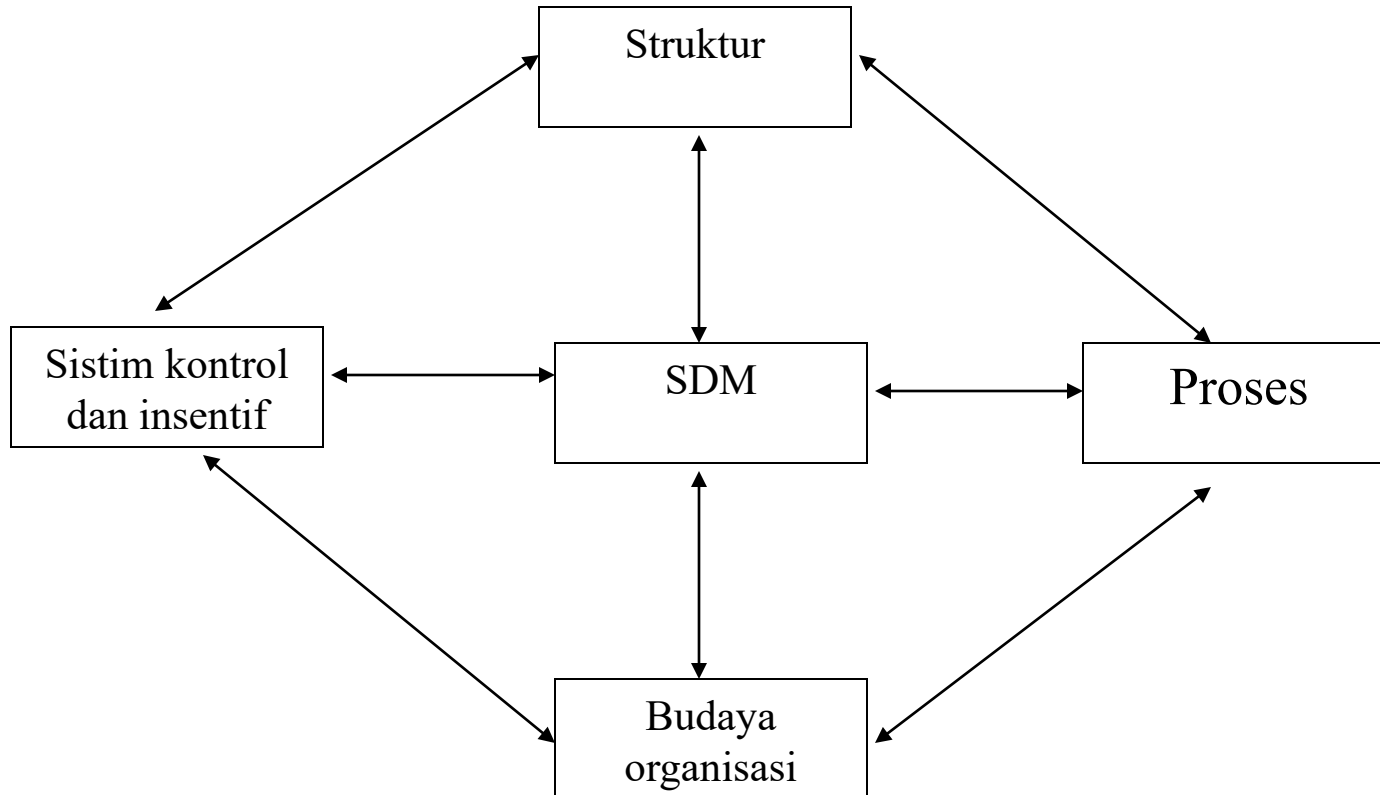 Struktur
Sistim kontrol
dan insentif
SDM
Proses
Budaya
organisasi